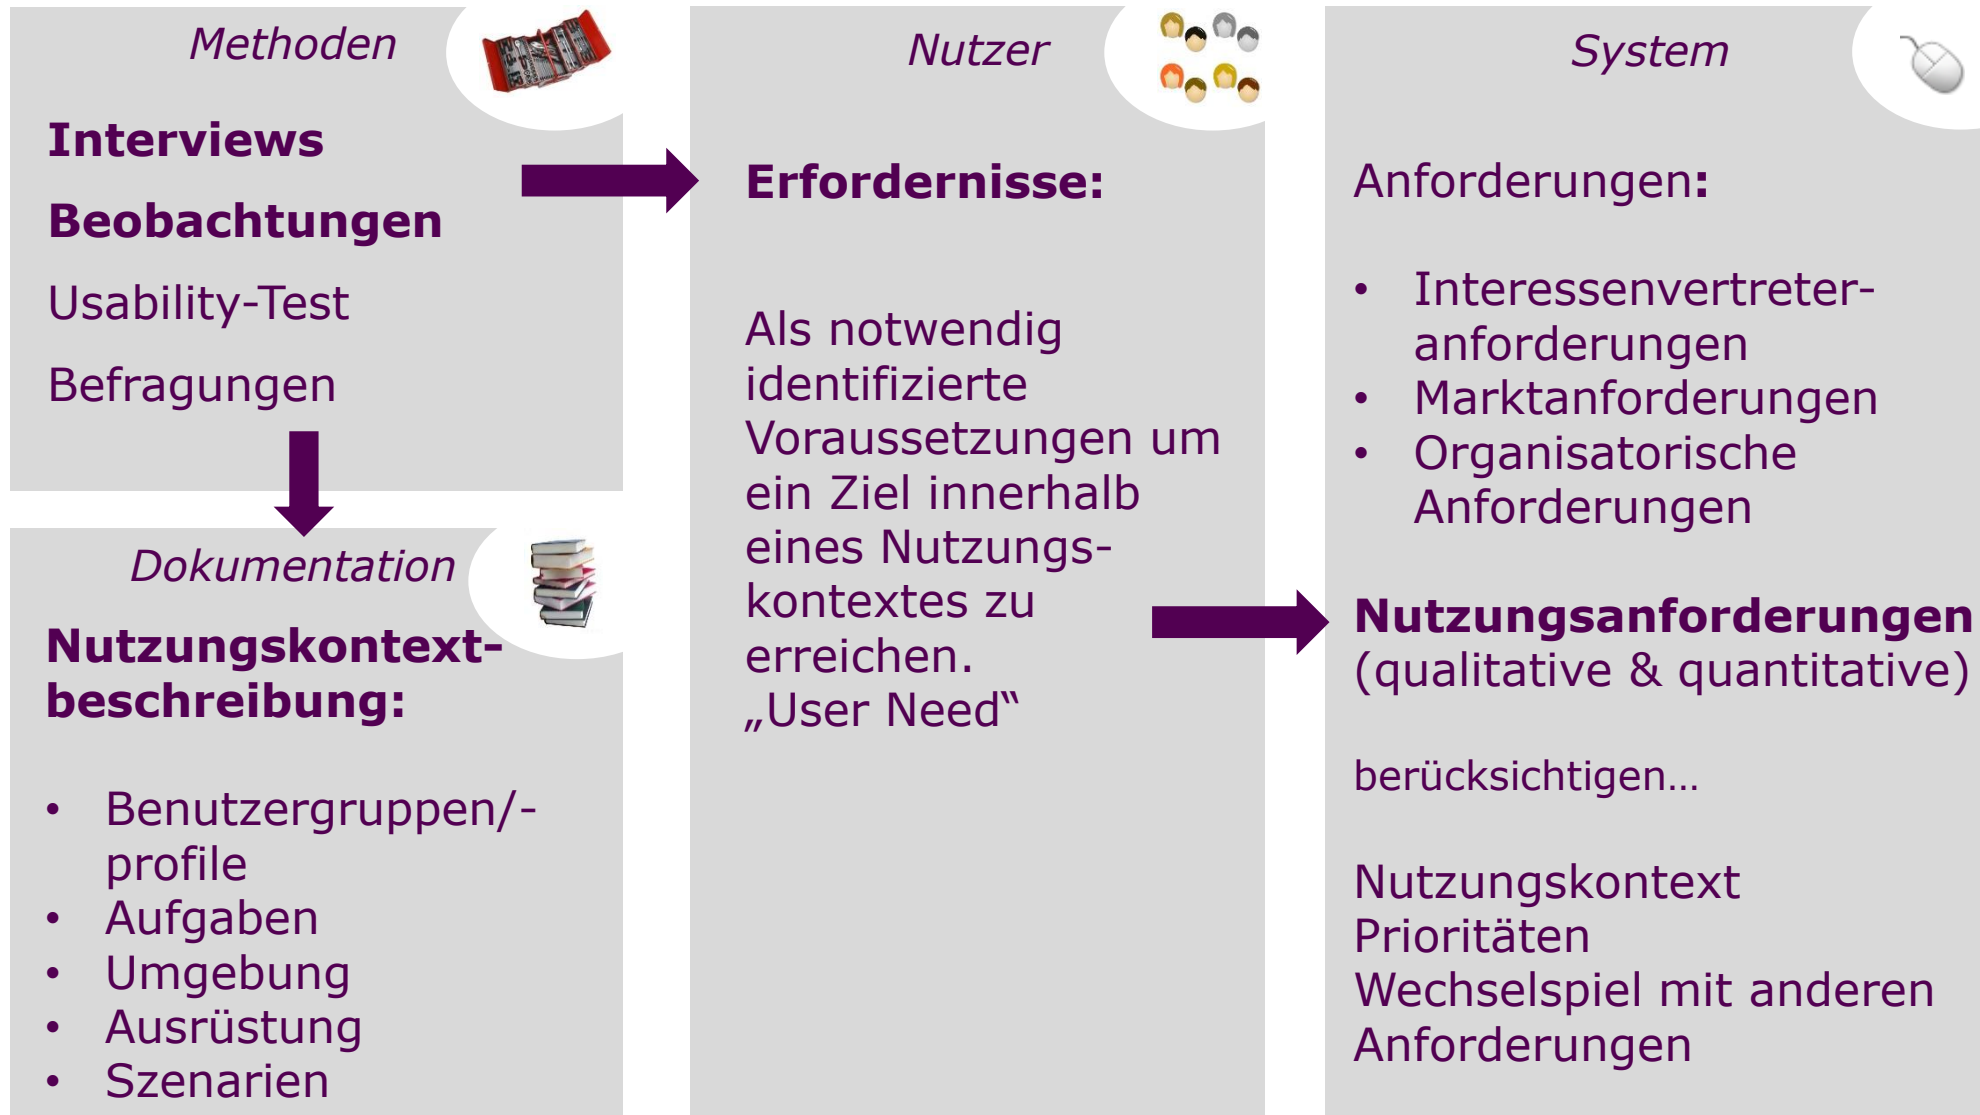 Methoden
Interviews
Beobachtungen
Usability-Test
Befragungen
Dokumentation
Nutzungskontext-
beschreibung:
• Benutzergruppen/-
profile
• Aufgaben
• Umgebung
• Ausrüstung
• Szenarien
Nutzer
Erfordernisse:
Als notwendig
identifizierte
Voraussetzungen um
ein Ziel innerhalb
eines Nutzungs-
kontextes zu
erreichen.
„User Need“
System
Anforderungen:
• Interessenvertreter-
anforderungen
• Marktanforderungen
• Organisatorische
Anforderungen
Nutzungsanforderungen
(qualitative & quantitative)
berücksichtigen…
Nutzungskontext
Prioritäten
Wechselspiel mit anderen
Anforderungen